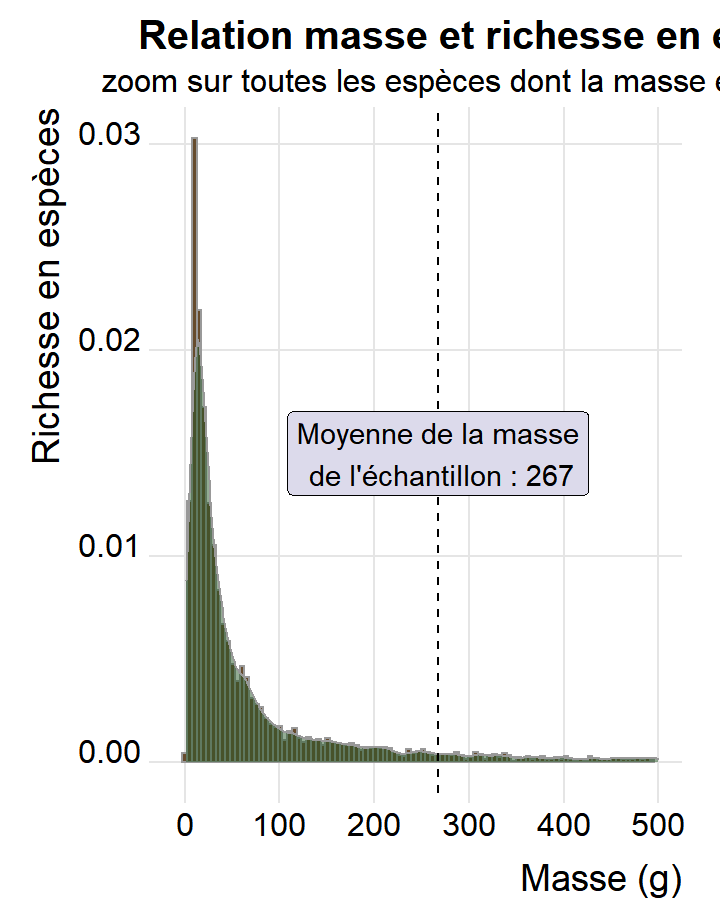 Relation masse et richesse en
zoom sur toutes les espèces dont la masse
Richesse en espèces
0.03
0.02
0.01
0.00
Moyenne de la masse
de l'échantillon : 267
0 100 200 300 400 500
Masse (g)